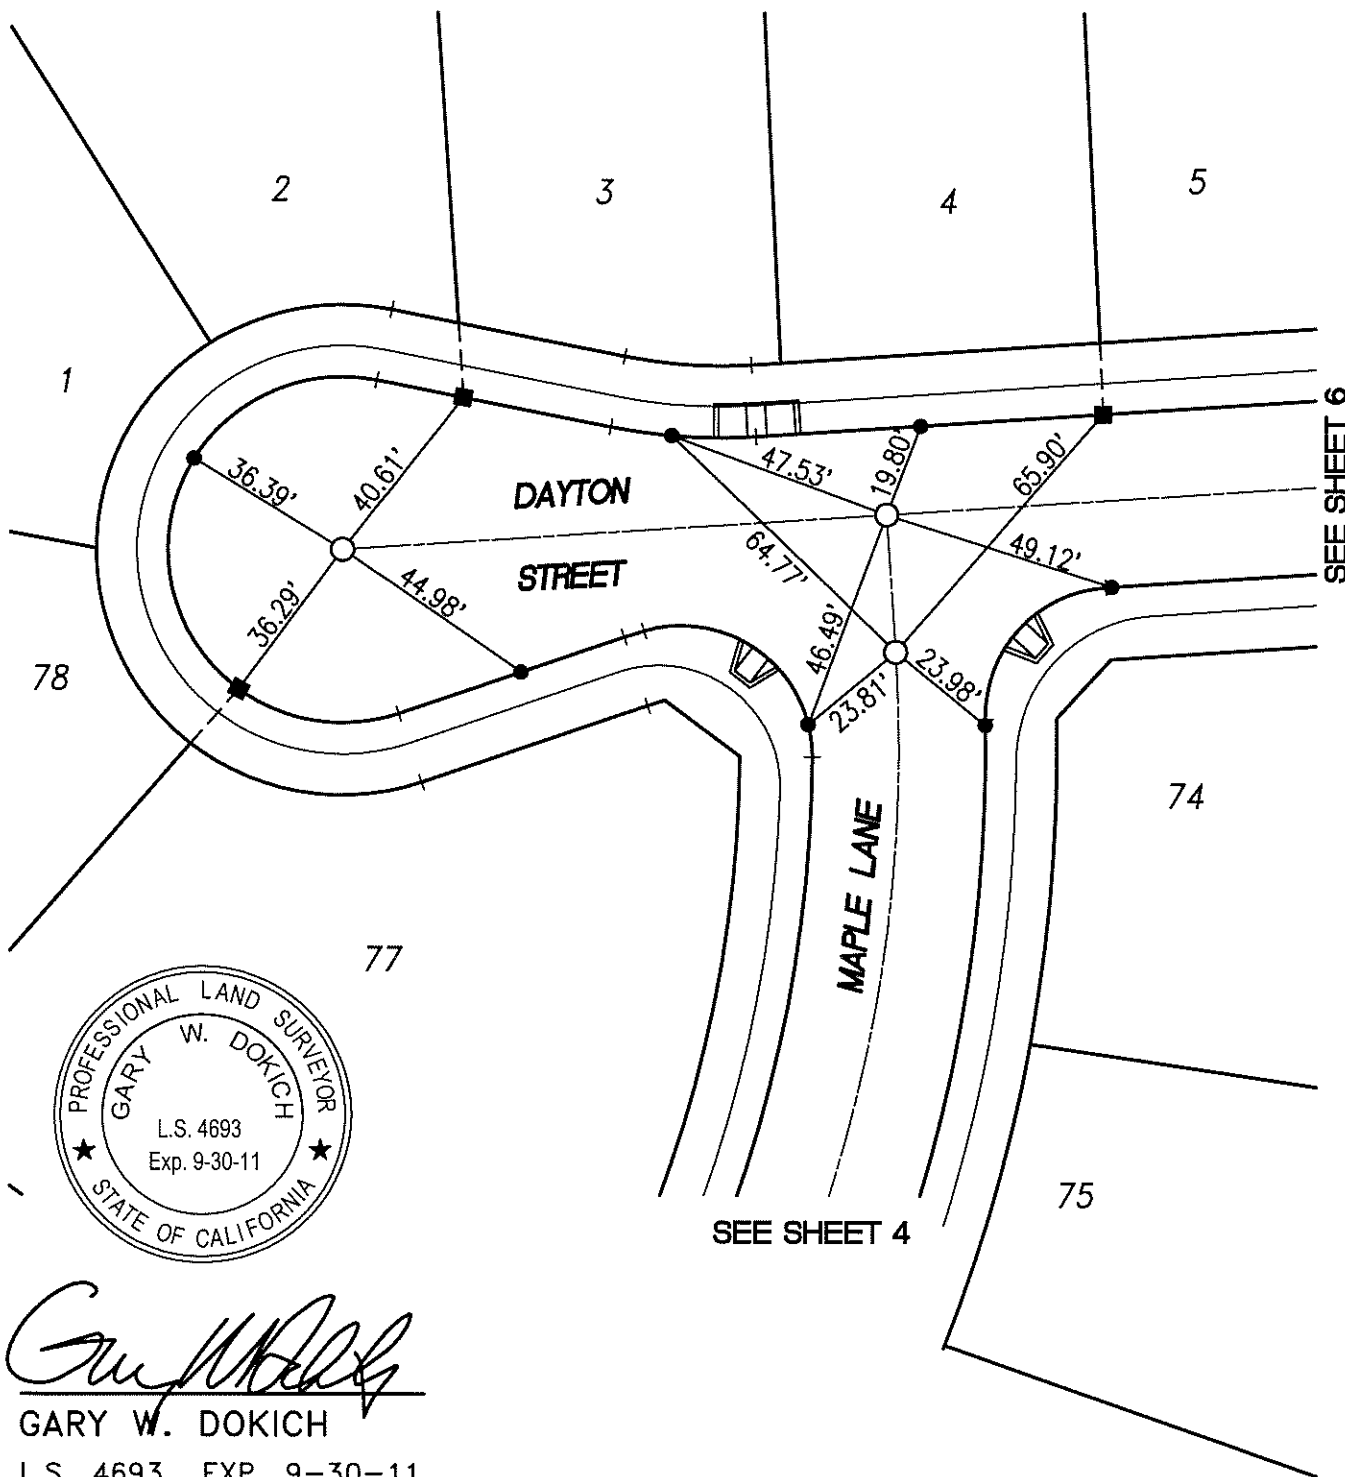 2
3
4
5
1
SEE SHEET 6
47.53'
19.80'
65.90'
36.39'
40.61'
DAYTON
STREET
64.77'
49.12'
44.98'
36.29'
46.49'
23.81'
23.98'
78
74
MAPLE LANE
77
PROFESSIONAL LAND SURVEYOR
GARY W. DOKICH
L.S. 4693
Exp. 9-30-11
STATE OF CALIFORNIA
75
SEE SHEET 4
GARY W. DOKICH
L.S. 4693 EXP. 9-30-11